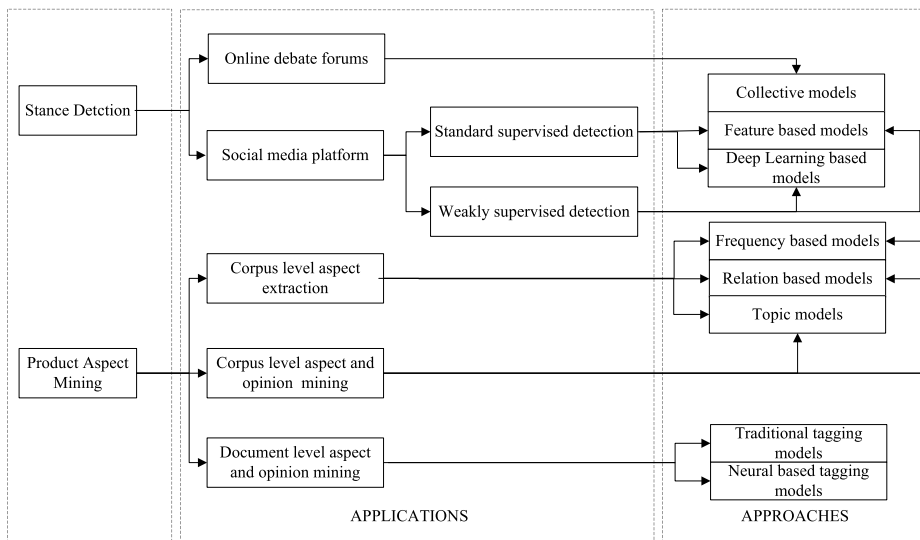 Online debate forums
Stance Detction
Social media platform
Standard supervised detection
Weakly supervised detection
Collective models
Feature based models
Deep Learning based
models
Corpus level aspect
extraction
Frequency based models
Relation based models
Topic models
Product Aspect
Mining
Corpus level aspect and
opinion mining
Document level aspect
and opinion mining
Traditional tagging
models
Neural based tagging
models
APPLICATIONS
APPROACHES